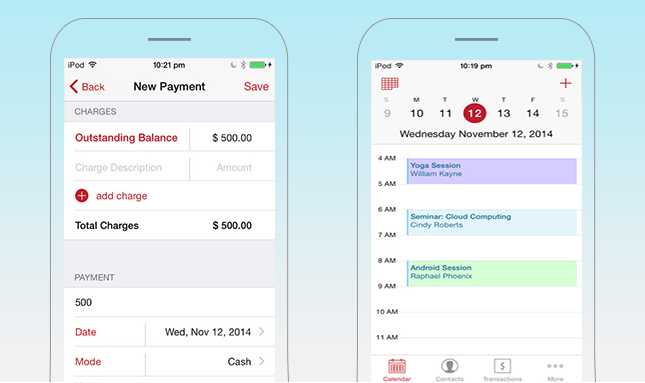 iPod 10:21 pm
Back New Payment Save
CHARGES
Outstanding Balance $ 500.00
Charge Description Amount
add charge
Total Charges $ 500.00
PAYMENT
500
Date Wed, Nov 12, 2014
Mode Cash
iPod 10:19 pm
S M T W T F S
9 10 11 12 13 14 15
Wednesday November 12, 2014
4 AM
Yoga Session
William Kayne
5 AM
6 AM
Seminar: Cloud Computing
Cindy Roberts
7 AM
8 AM
Android Session
Raphael Phoenix
9 AM
10 AM
11 AM
Calendar Contacts Transactions More